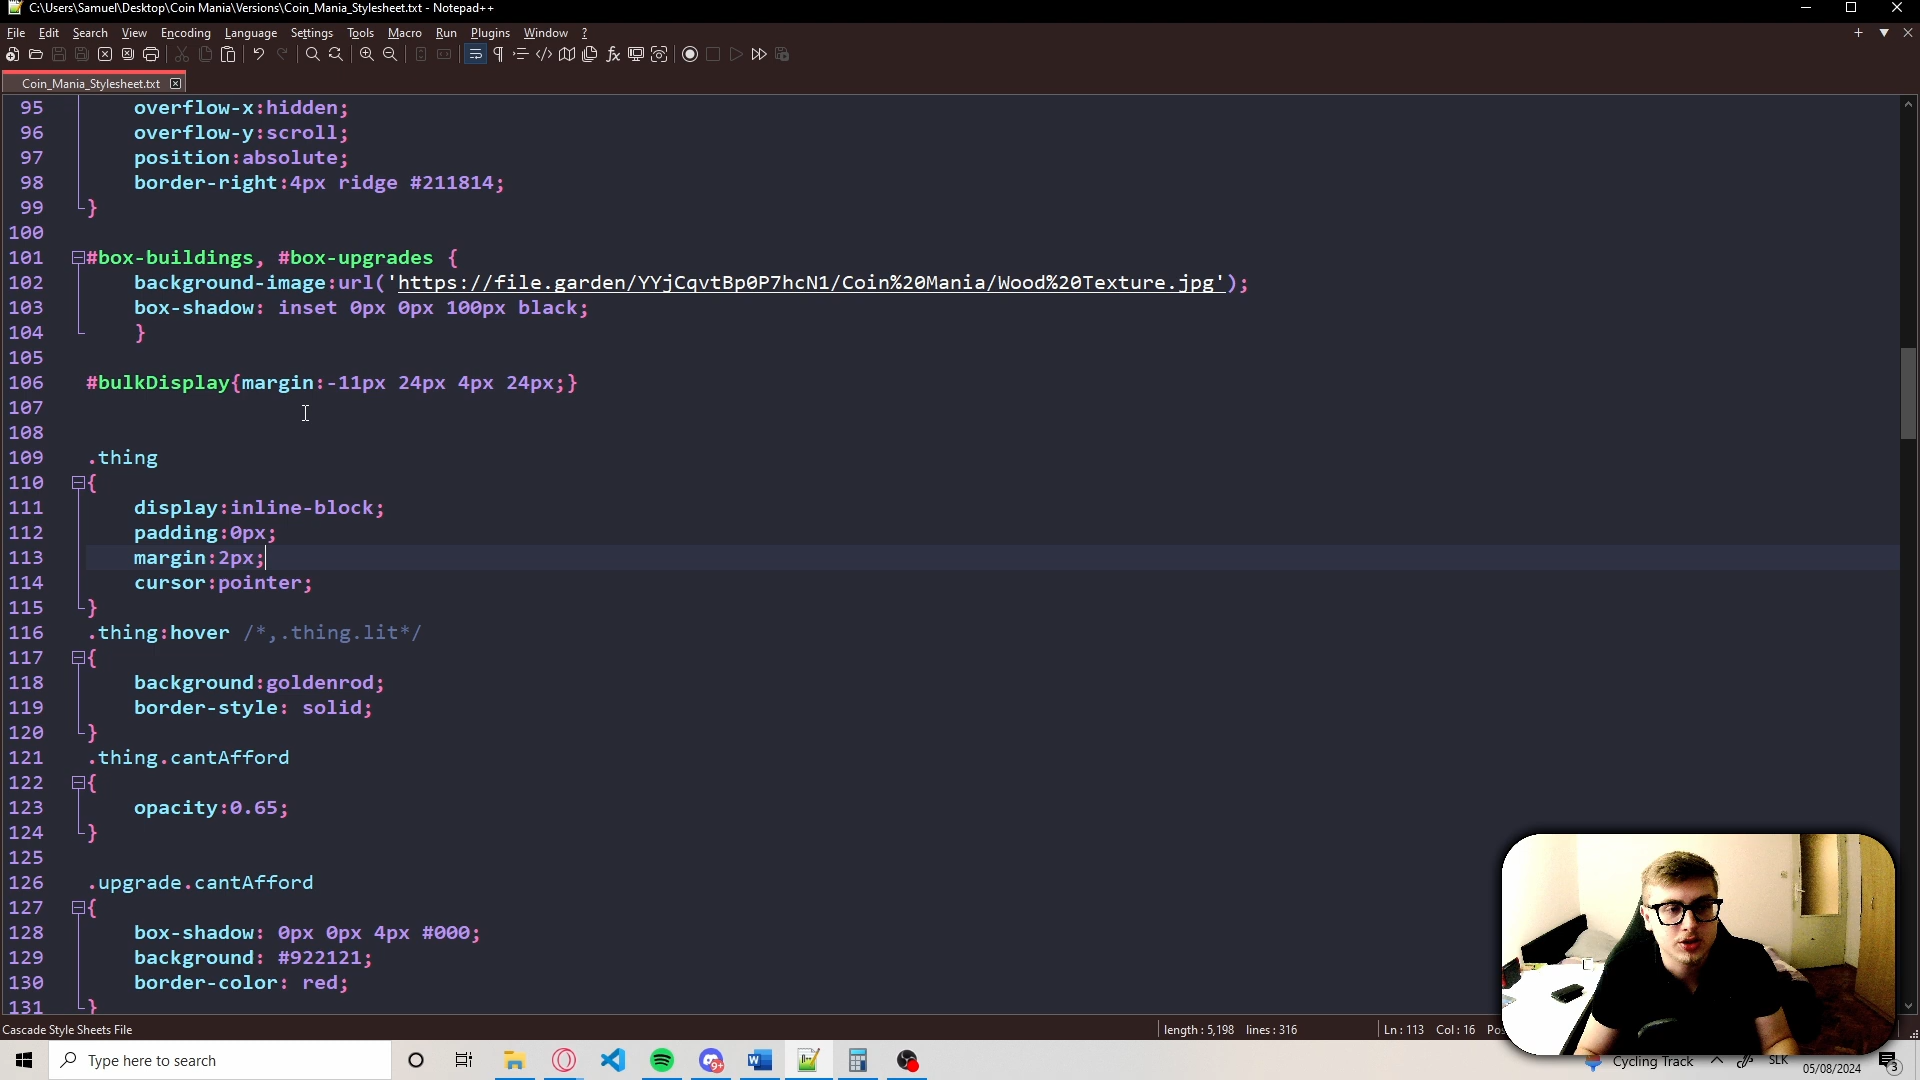 C:\Users\Samuel\Desktop\Coin Mania\Versions\Coin_Mania_Stylesheet.txt - Notepad++
File Edit Search View Encoding Language Settings Tools Macro Run Plugins Window ?
Coin_Mania_Stylesheet.txt
95 overflow-x:hidden;
96 overflow-y:scroll;
97 position:absolute;
98 border-right:4px ridge #211814;
99 }
100
101 #box-buildings, #box-upgrades {
102 background-image:url('https://file.garden/YYjCqvtBp0P7hcN1/Coin%20Mania/Wood%20Texture.jpg');
103 box-shadow: inset 0px 0px 100px black;
104 }
105
106 #bulkDisplay{margin:-11px 24px 4px 24px;}
107
108
109 .thing
110 {
111 display:inline-block;
112 padding:0px;
113 margin:2px;
114 cursor:pointer;
115 }
116 .thing:hover /*,.thing.lit*/
117 {
118 background:goldenrod;
119 border-style: solid;
120 }
121 .thing.cantAfford
122 {
123 opacity:0.65;
124 }
125
126 .upgrade.cantAfford
127 {
128 box-shadow: 0px 0px 4px #000;
129 background: #922121;
130 border-color: red;
131 }
Cascade Style Sheets File length : 5,198 lines : 316 Ln : 113 Col : 16 Pos
Type here to search Cycling Track SLK 05/08/2024 3